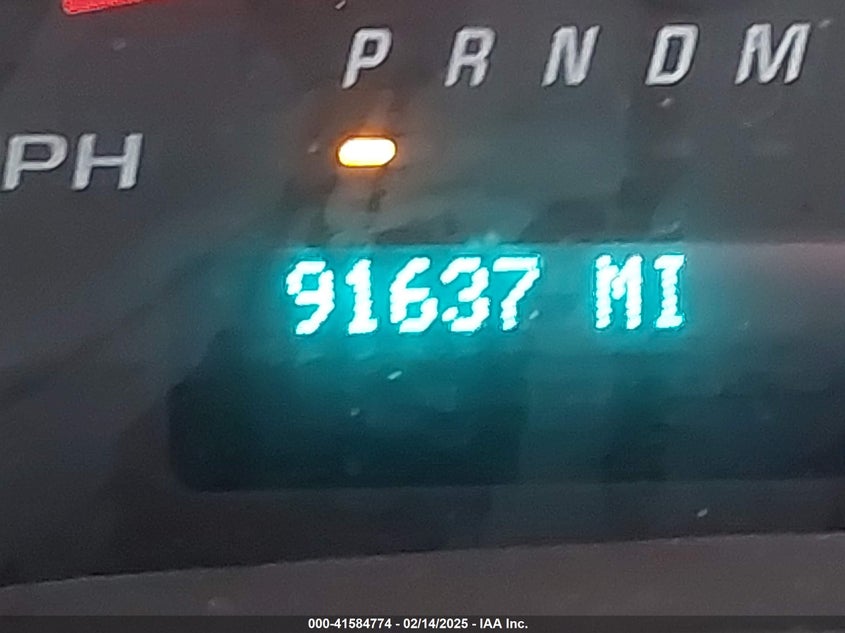 P R N D M
PH
91637 MI
000-41584774 - 02/14/2025 - IAA Inc.